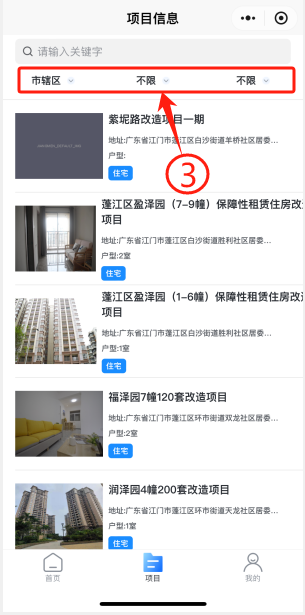 项目信息
请输入关键字
市辖区 不限 不限
③
紫坭路改造项目一期
地址:广东省江门市蓬江区白沙街道羊桥社区居委...
户型:
住宅
蓬江区盈泽园（7-9幢）保障性租赁住房改
项目
地址:广东省江门市蓬江区白沙街道胜利社区居委...
户型:2室
住宅
蓬江区盈泽园（1-6幢）保障性租赁住房改
项目
地址:广东省江门市蓬江区白沙街道胜利社区居委...
户型:1室
住宅
福泽园7幢120套改造项目
地址:广东省江门市蓬江区环市街道双龙社区居委...
户型:2室
住宅
润泽园4幢200套改造项目
地址:广东省江门市蓬江区环市街道天龙社区居委...
户型:1室
住宅
首页 项目 我的